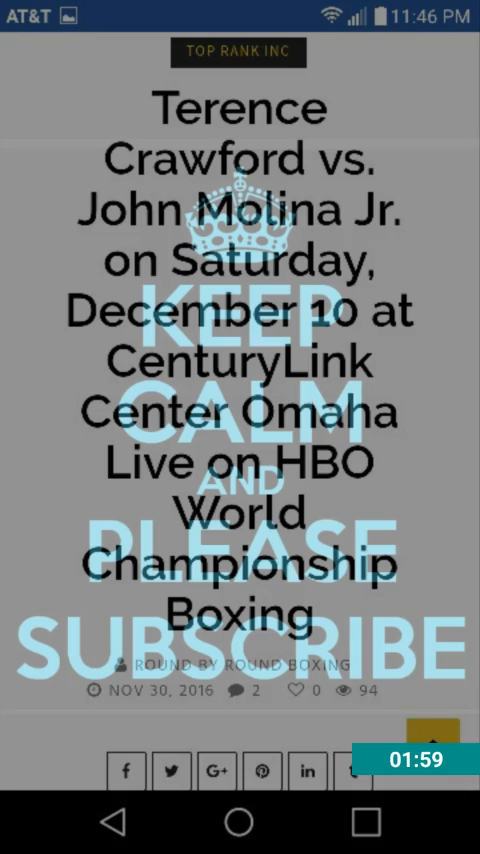 AT&T 11:46 PM
TOP RANK INC
Terence
Crawford vs.
John Molina Jr.
on Saturday,
December 10 at
CenturyLink
Center Omaha
Live on HBO
World
Championship
Boxing
KEEP
CALM
AND
PLEASE
SUBSCRIBE
ROUND BY ROUND BOXING
NOV 30, 2016 2 0 94
f G+ in t
01:59